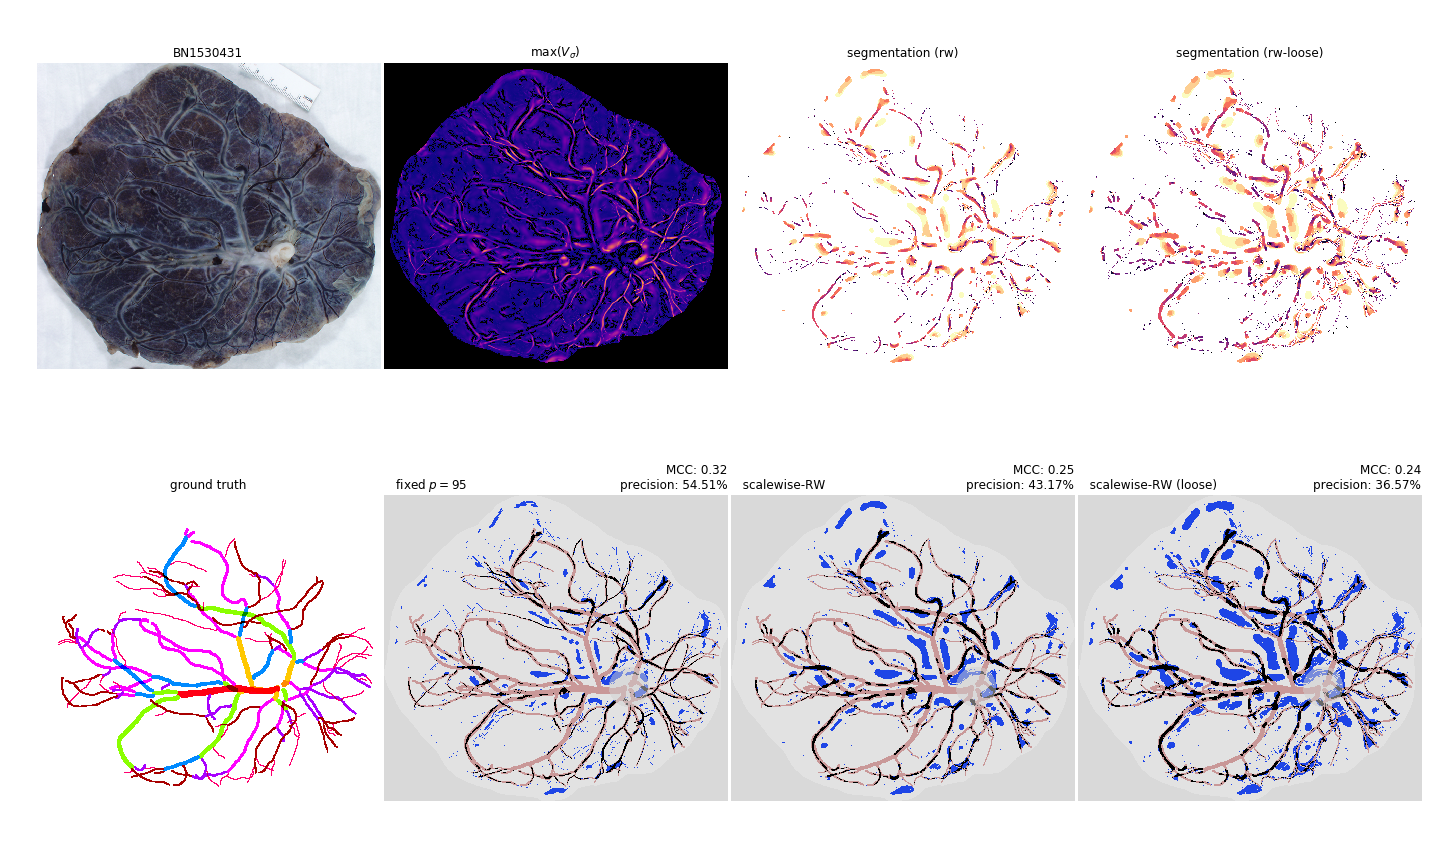 BN1530431
max(V_σ)
segmentation (rw)
segmentation (rw-loose)
ground truth
fixed p = 95
MCC: 0.32
precision: 54.51%
scalewise-RW
MCC: 0.25
precision: 43.17%
scalewise-RW (loose)
MCC: 0.24
precision: 36.57%